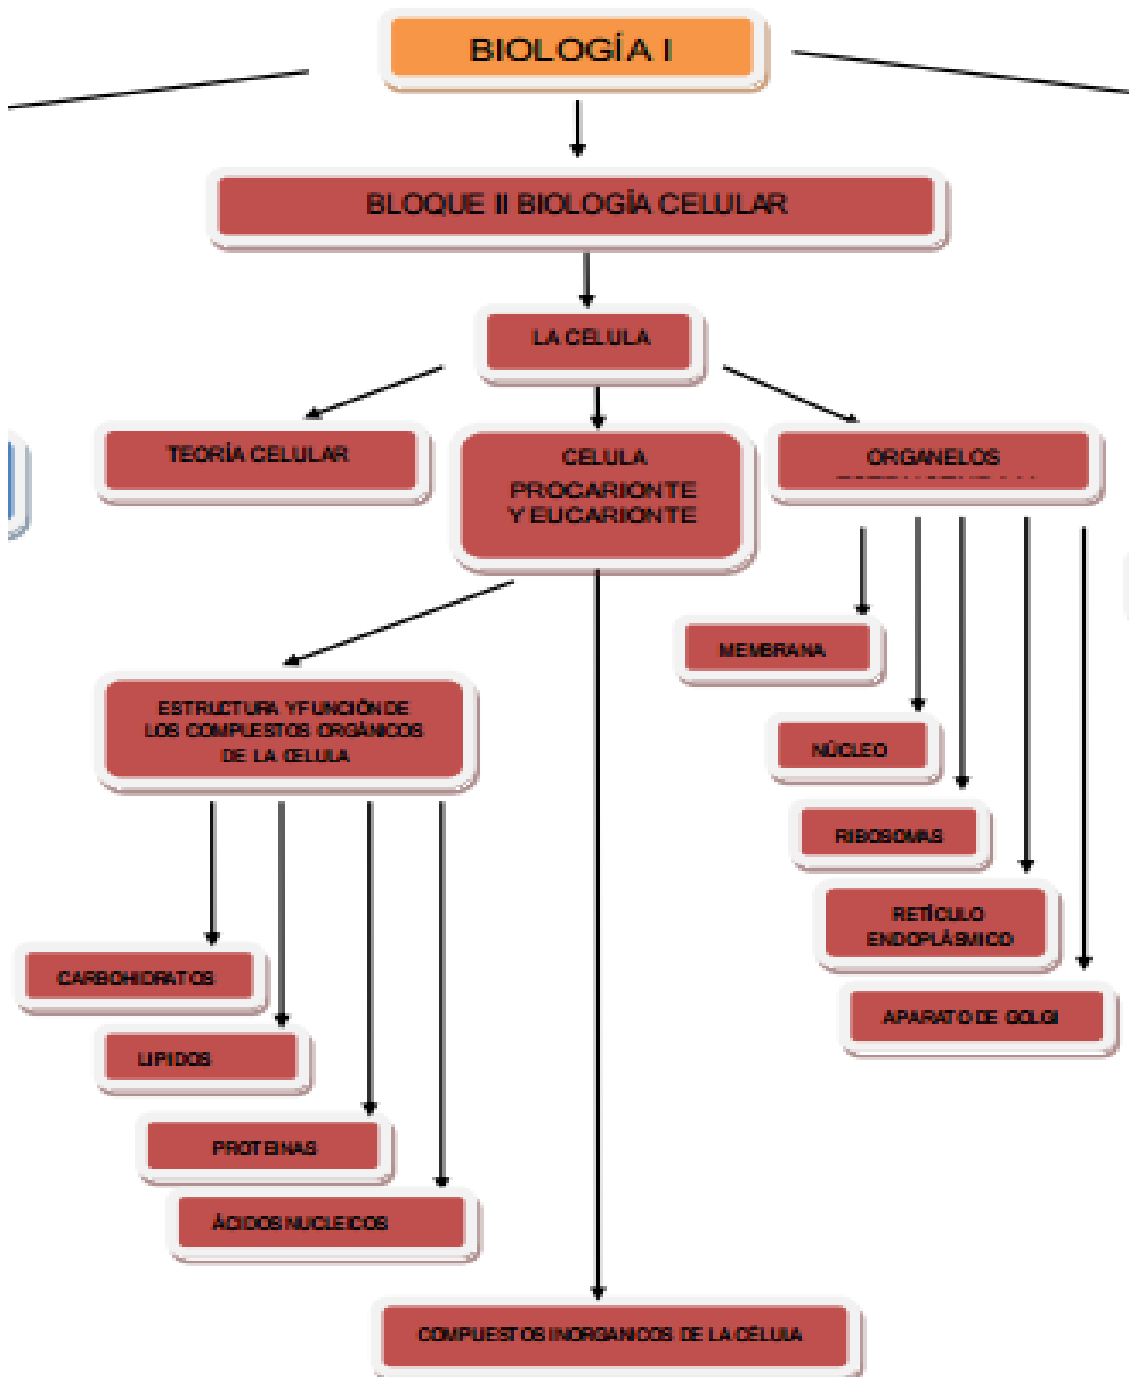 BIOLOGÍA I
BLOQUE II BIOLOGÍA CELULAR
LA CÉLULA
TEORÍA CELULAR
CELULA
PROCARIONTE
Y EUCARIONTE
ORGANELOS
MEMBRANA
NÚCLEO
RIBOSOMAS
RETÍCULO
ENDOPLÁSMICO
APARATO DE GOLGI
ESTRUCTURA Y FUNCIÓN DE
LOS COMPUESTOS ORGÁNICOS
DE LA CELULA
CARBOHIDRATOS
LIPIDOS
PROTEINAS
ÁCIDOS NUCLEICOS
COMPUESTOS INORGANICOS DE LA CÉLULA